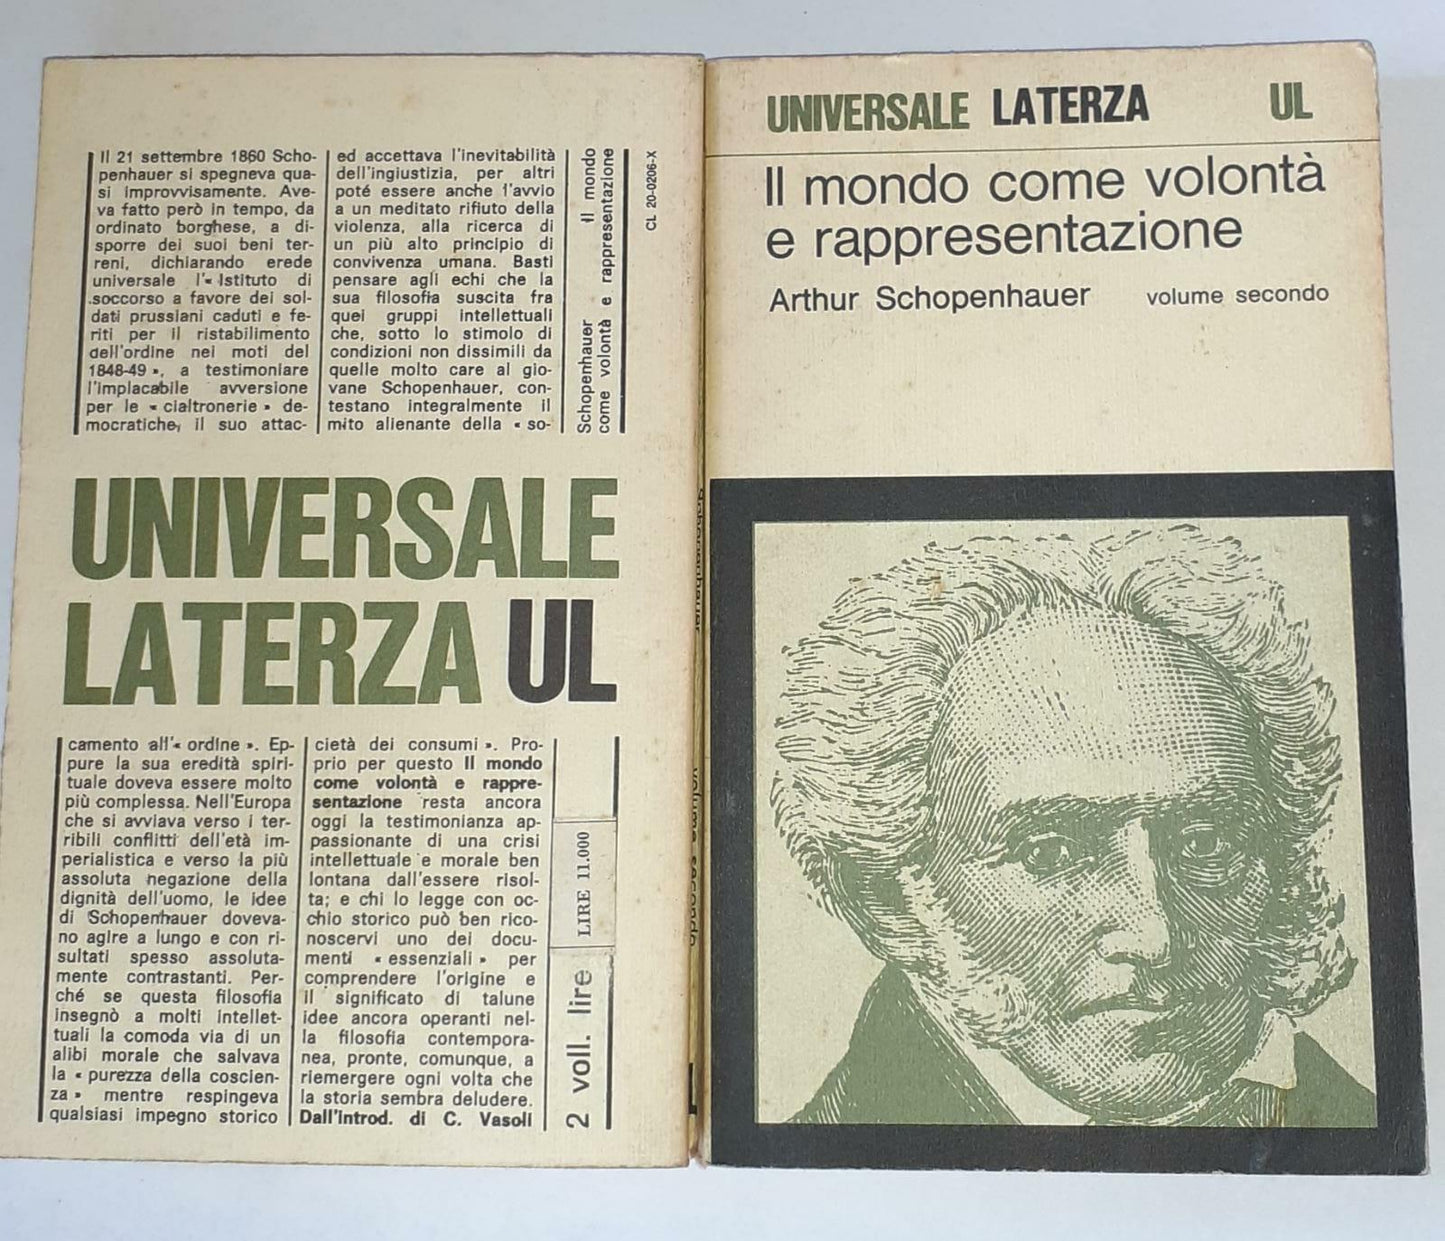 Il 21 settembre 1860 Scho-
penhauer si spegneva qua-
si improvvisamente. Ave-
va fatto però in tempo, da
ordinato borghese, a di-
sporre dei suoi beni ter-
reni, dichiarando erede
universale l'« Istituto di
soccorso a favore dei sol-
dati prussiani caduti e fe-
riti per il ristabilimento
dell'ordine nei moti del
1848-49 », a testimoniare
l'implacabile avversione
per le « cialtronerie » de-
mocratiche, il suo attac-
ed accettava l'inevitabilità
dell'ingiustizia, per altri
poté essere anche l'avvio
a un meditato rifiuto della
violenza, alla ricerca di
un più alto principio di
convivenza umana. Basti
pensare agli echi che la
sua filosofia suscita fra
quei gruppi intellettuali
che, sotto lo stimolo di
condizioni non dissimili da
quelle molto care al gio-
vane Schopenhauer, con-
testano integralmente il
mito alienante della « so-
Schopenhauer Il mondo
come volontà e rappresentazione
CL 20-0206-X
UNIVERSALE
LATERZA UL
camento all'« ordine ». Ep-
pure la sua eredità spiri-
tuale doveva essere molto
più complessa. Nell'Europa
che si avviava verso i ter-
ribili conflitti dell'età im-
perialistica e verso la più
assoluta negazione della
dignità dell'uomo, le idee
di Schopenhauer doveva-
no agire a lungo e con ri-
sultati spesso assoluta-
mente contrastanti. Per-
ché se questa filosofia
insegnò a molti intellet-
tuali la comoda via di un
alibi morale che salvava
la « purezza della coscien-
za » mentre respingeva
qualsiasi impegno storico
cietà dei consumi ». Pro-
prio per questo Il mondo
come volontà e rappre-
sentazione resta ancora
oggi la testimonianza ap-
passionante di una crisi
intellettuale e morale ben
lontana dall'essere risol-
ta; e chi lo legge con oc-
chio storico può ben rico-
noscervi uno dei docu-
menti « essenziali » per
comprendere l'origine e
il significato di talune
idee ancora operanti nel-
la filosofia contempora-
nea, pronte, comunque, a
riemergere ogni volta che
la storia sembra deludere.
Dall'introd. di C. Vasoli
2 voll. lire
LIRE 11.000
Schopenhauer
volume secondo
UNIVERSALE LATERZA UL
Il mondo come volontà
e rappresentazione
Arthur Schopenhauer volume secondo